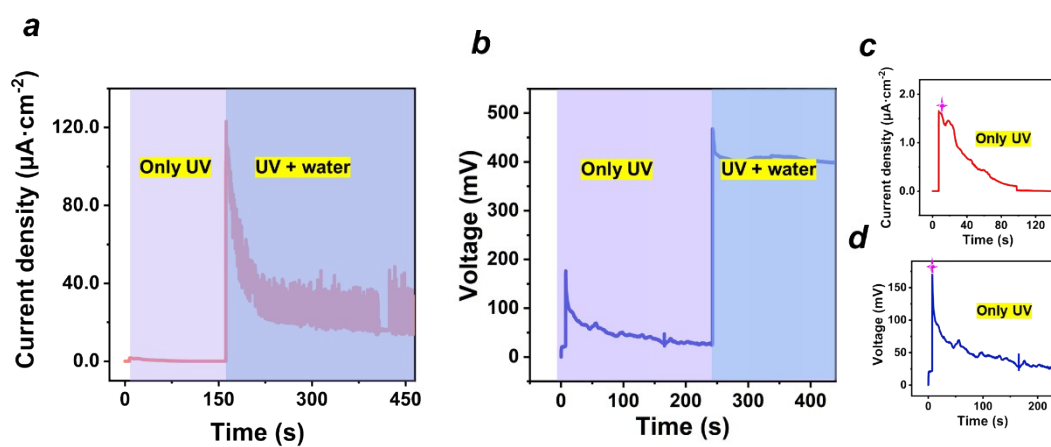 a
Current density (μA·cm⁻²)
120.0
80.0
40.0
0.0
Only UV
UV + water
0
150
300
450
Time (s)
b
Voltage (mV)
500
400
300
200
100
0
Only UV
UV + water
0
100
200
300
400
Time (s)
c
Current density (μA·cm⁻²)
2.0
1.0
0.0
Only UV
0
40
80
120
Time (s)
d
Voltage (mV)
150
100
50
0
Only UV
0
100
200
Time (s)